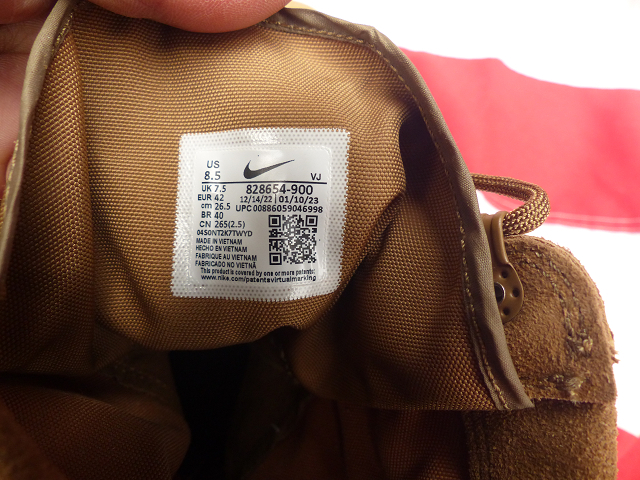 US
8.5 VJ
UK 7.5 828654-900
EUR 42 12/14/22 | 01/10/23
cm 26.5 UPC 00886059046998
BR 40
CN 265(2.5)
04S0NT2K7TWYD
MADE IN VIETNAM
HECHO EN VIETNAM
FABRIQUE AU VIETNAM
FABRICADO NO VIETNÃ
This product is covered by one or more patents:
www.nike.com/patentsvirtualmarking